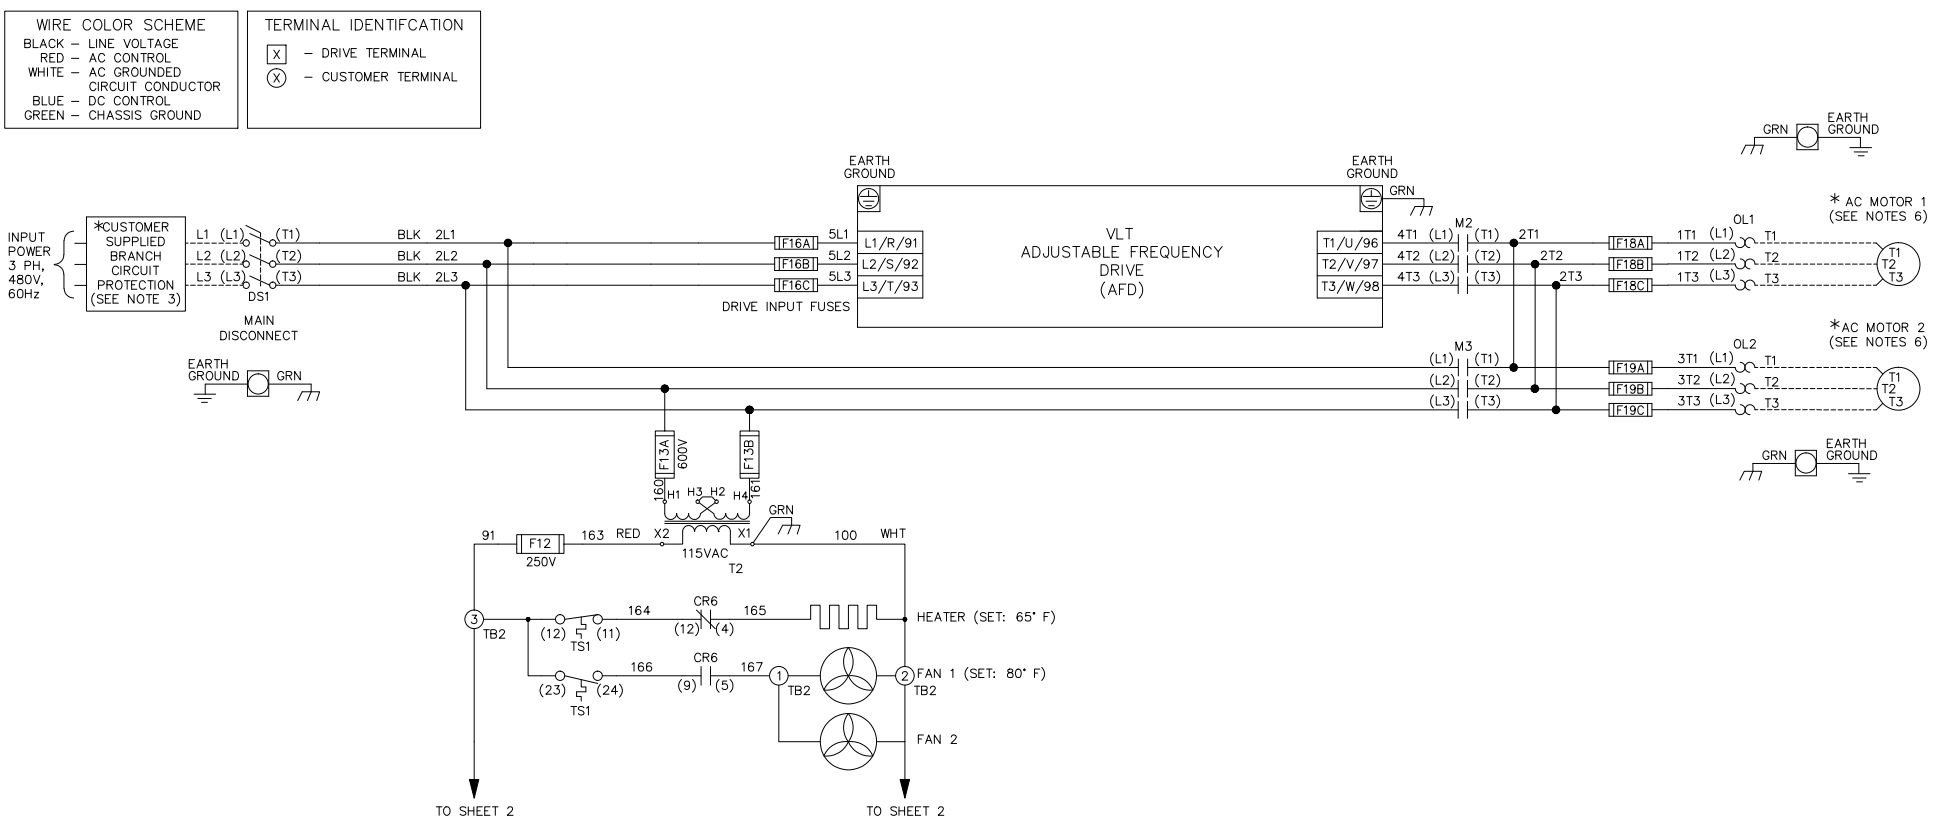 WIRE COLOR SCHEME
BLACK – LINE VOLTAGE
RED – AC CONTROL
WHITE – AC GROUNDED
CIRCUIT CONDUCTOR
BLUE – DC CONTROL
GREEN – CHASSIS GROUND
TERMINAL IDENTIFCATION
X – DRIVE TERMINAL
X – CUSTOMER TERMINAL
GRN
EARTH
GROUND
EARTH
GROUND
EARTH
GROUND
GRN
INPUT
POWER
3 PH,
480V,
60Hz
*CUSTOMER
SUPPLIED
BRANCH
CIRCUIT
PROTECTION
(SEE NOTE 3)
L1 (L1) (T1) BLK 2L1 F16A 5L1 L1/R/91
L2 (L2) (T2) BLK 2L2 F16B 5L2 L2/S/92
L3 (L3) (T3) BLK 2L3 F16C 5L3 L3/T/93
DS1
MAIN
DISCONNECT
DRIVE INPUT FUSES
VLT
ADJUSTABLE FREQUENCY
DRIVE
(AFD)
M2
OL1
* AC MOTOR 1
(SEE NOTES 6)
T1/U/96 4T1 (L1) (T1) 2T1 F18A 1T1 (L1) T1
T2/V/97 4T2 (L2) (T2) 2T2 F18B 1T2 (L2) T2
T3/W/98 4T3 (L3) (T3) 2T3 F18C 1T3 (L3) T3
T1
T2
T3
EARTH
GROUND
GRN
M3
OL2
*AC MOTOR 2
(SEE NOTES 6)
(L1) (T1) F19A 3T1 (L1) T1
(L2) (T2) F19B 3T2 (L2) T2
(L3) (T3) F19C 3T3 (L3) T3
T1
T2
T3
GRN
EARTH
GROUND
F13A
600V
F13B
160
161
H1 H3 H2 H4
GRN
91 F12 163 RED X2 X1 100 WHT
250V
115VAC
T2
3
TB2
164 CR6 165
(12) (11) (12) (4)
TS1
HEATER (SET: 65° F)
166 CR6 167
(23) (24) (9) (5)
TS1
1
TB2
2
TB2
FAN 1 (SET: 80° F)
FAN 2
TO SHEET 2
TO SHEET 2